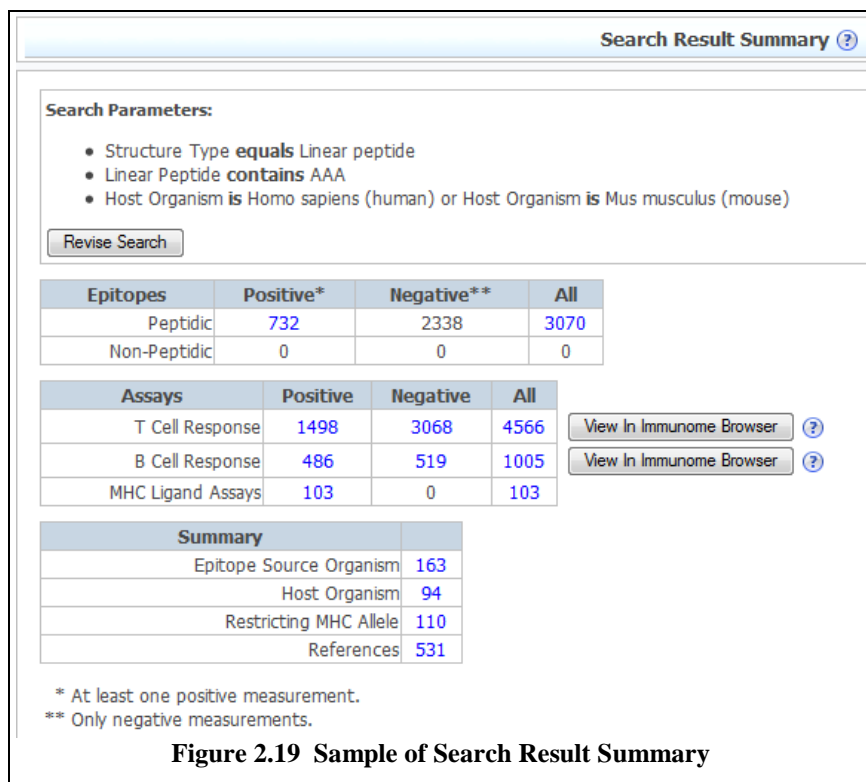 Search Result Summary ?
Search Parameters:
• Structure Type equals Linear peptide
• Linear Peptide contains AAA
• Host Organism is Homo sapiens (human) or Host Organism is Mus musculus (mouse)
Revise Search
Epitopes Positive* Negative** All
Peptidic 732 2338 3070
Non-Peptidic 0 0 0
Assays Positive Negative All
T Cell Response 1498 3068 4566 View In Immunome Browser ?
B Cell Response 486 519 1005 View In Immunome Browser ?
MHC Ligand Assays 103 0 103
Summary
Epitope Source Organism 163
Host Organism 94
Restricting MHC Allele 110
References 531
* At least one positive measurement.
** Only negative measurements.
Figure 2.19 Sample of Search Result Summary